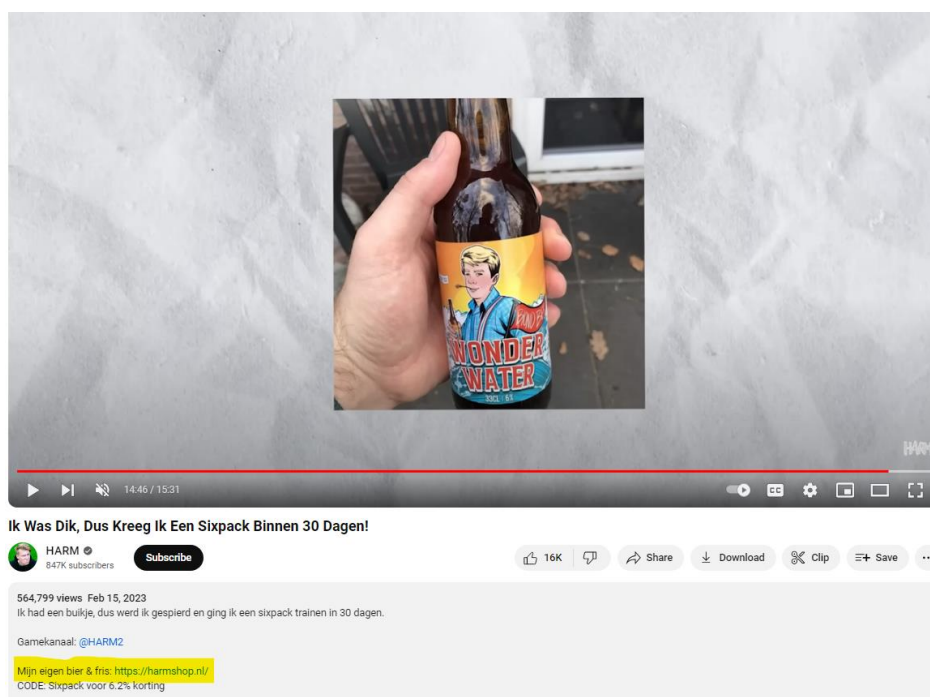 WONDER
WATER
33CL 6%
HARM
14:46 / 15:31
CC
Ik Was Dik, Dus Kreeg Ik Een Sixpack Binnen 30 Dagen!
HARM
847K subscribers
Subscribe
16K
Share
Download
Clip
Save
564,799 views Feb 15, 2023
Ik had een buikje, dus werd ik gespierd en ging ik een sixpack trainen in 30 dagen.
Gamekanaal: @HARM2
Mijn eigen bier & fris: https://harmshop.nl/
CODE: Sixpack voor 6.2% korting